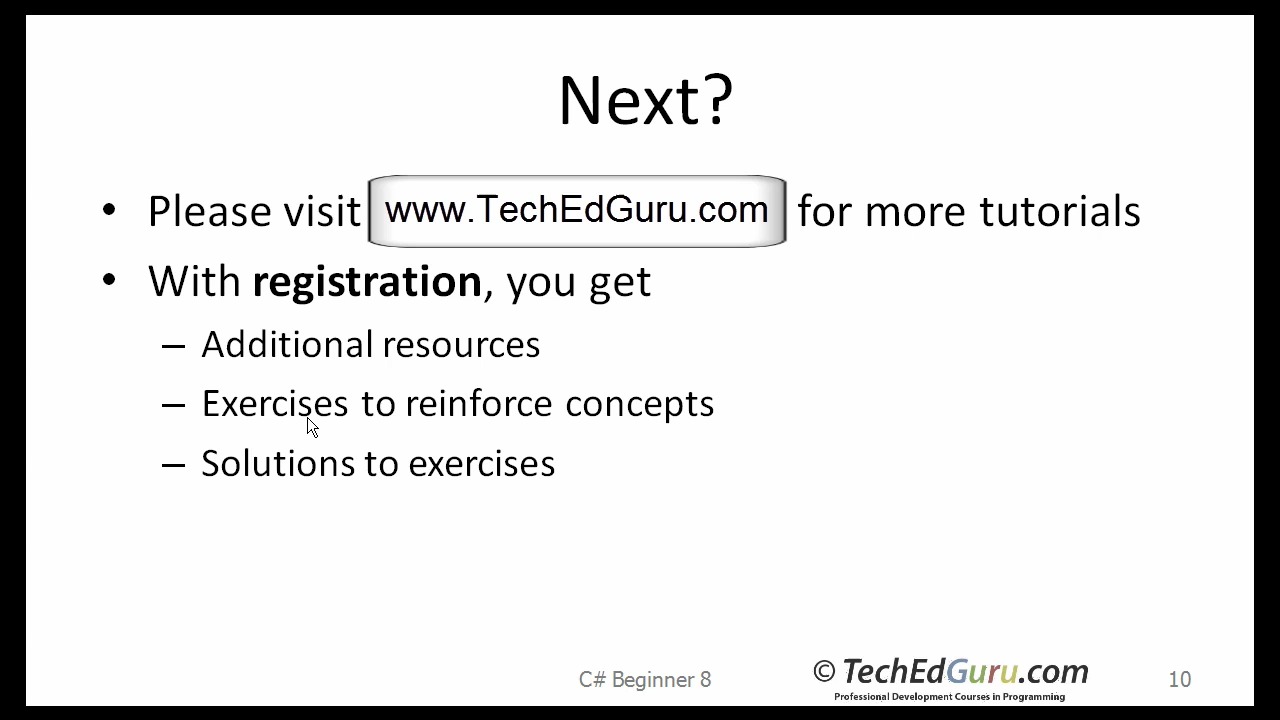 Next?
• Please visit www.TechEdGuru.com for more tutorials
• With registration, you get
– Additional resources
– Exercises to reinforce concepts
– Solutions to exercises
C# Beginner 8
© TechEdGuru.com
Professional Development Courses in Programming
10